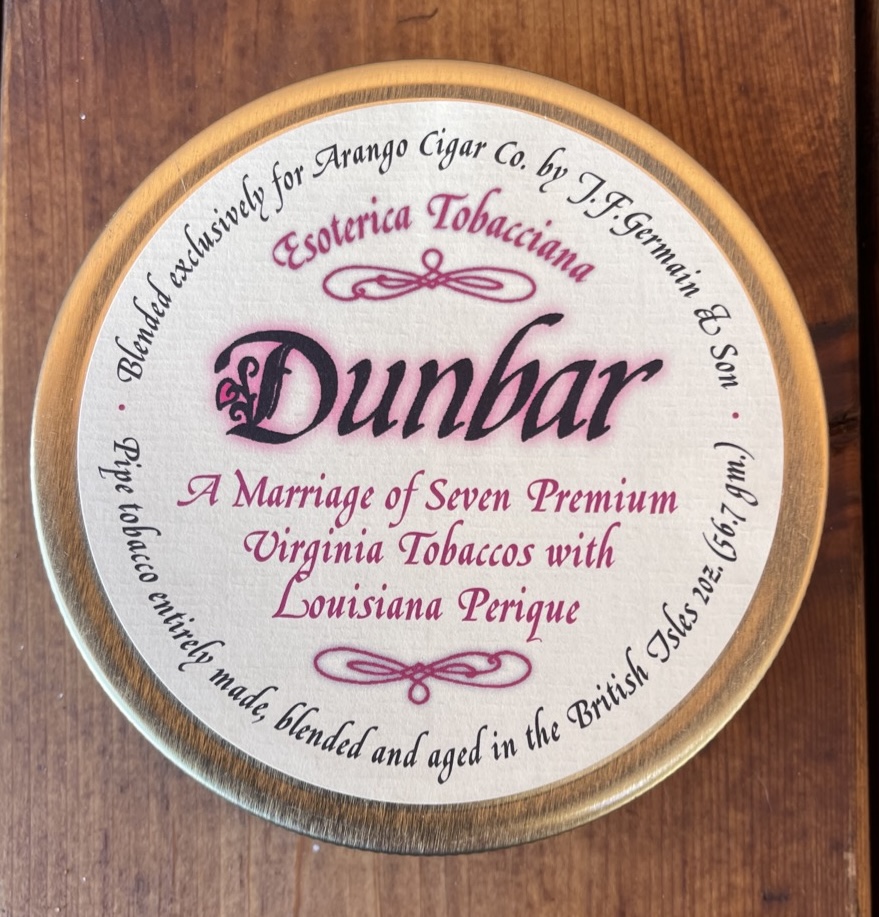 · Blended exclusively for Arango Cigar Co. by J.F.Germain & Son ·
Esoterica Tobacciana
Dunbar
A Marriage of Seven Premium
Virginia Tobaccos with
Louisiana Perique
Pipe tobacco entirely made, blended and aged in the British Isles 2oz. (56.7 gm.)